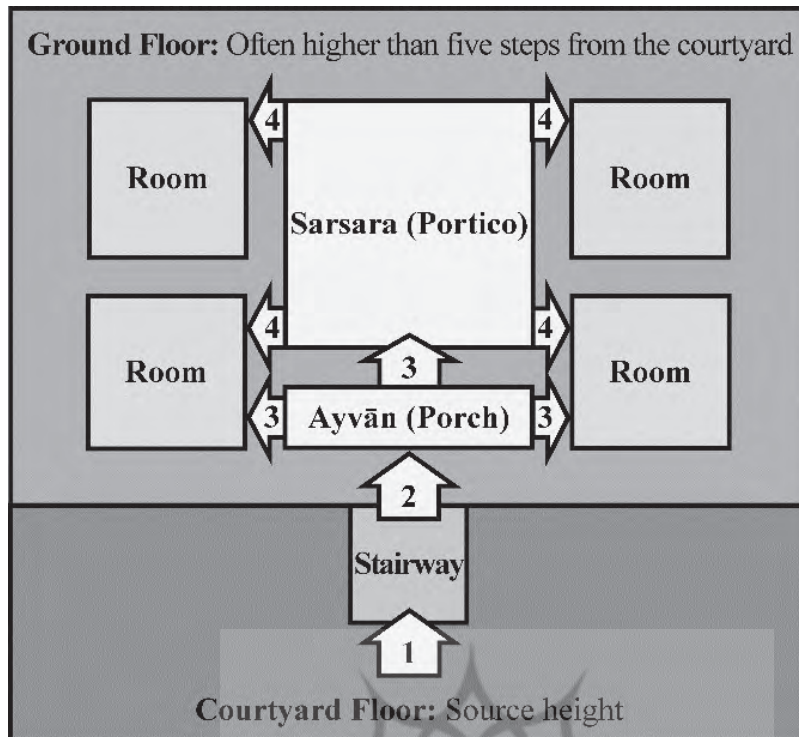 Ground Floor: Often higher than five steps from the courtyard
4 4
Room Room
Sarsara (Portico)
4 4
Room 3 Room
3 Ayvān (Porch) 3
2
Stairway
1
Courtyard Floor: Source height